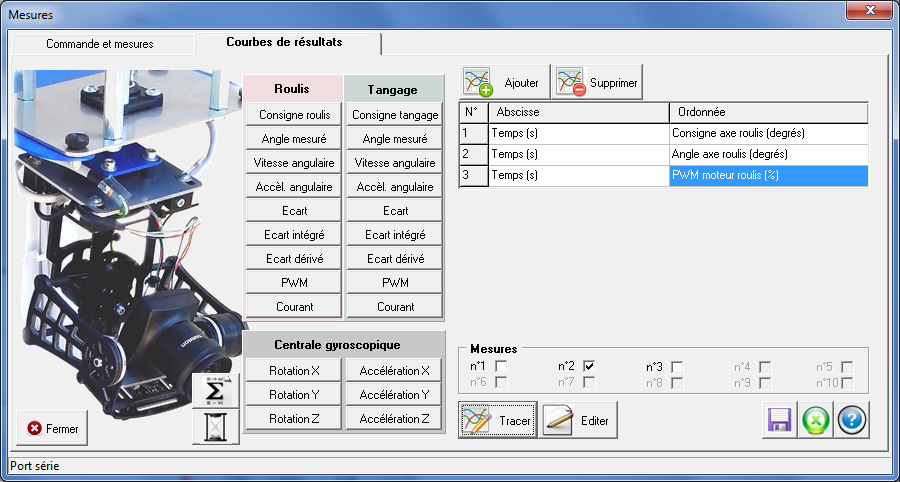 Mesures
Commande et mesures
Courbes de résultats
Roulis
Tangage
Consigne roulis
Consigne tangage
Angle mesuré
Angle mesuré
Vitesse angulaire
Vitesse angulaire
Accèl. angulaire
Accèl. angulaire
Ecart
Ecart
Ecart intégré
Ecart intégré
Ecart dérivé
Ecart dérivé
PWM
PWM
Courant
Courant
Centrale gyroscopique
Rotation X
Accélération X
Rotation Y
Accélération Y
Rotation Z
Accélération Z
Fermer
Ajouter
Supprimer
N° Abscisse Ordonnée
1 Temps (s) Consigne axe roulis (degrés)
2 Temps (s) Angle axe roulis (degrés)
3 Temps (s) PWM moteur roulis (%)
Mesures
n°1 n°2 n°3 n°4 n°5
n°6 n°7 n°8 n°9 n°10
Tracer
Editer
Port série